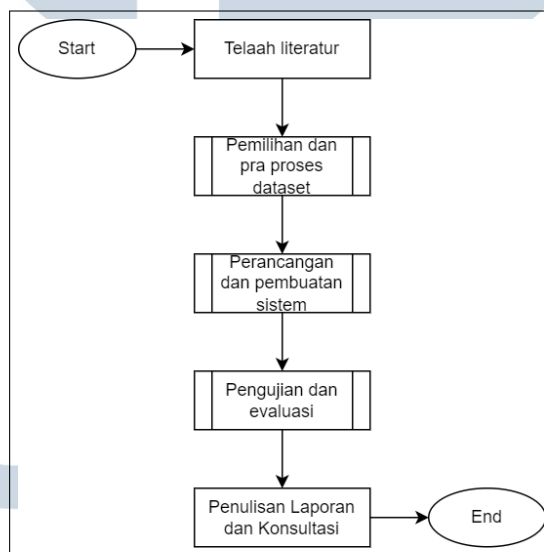 Start
Telaah literatur
Pemilihan dan
pra proses
dataset
Perancangan
dan pembuatan
sistem
Pengujian dan
evaluasi
Penulisan Laporan
dan Konsultasi
End